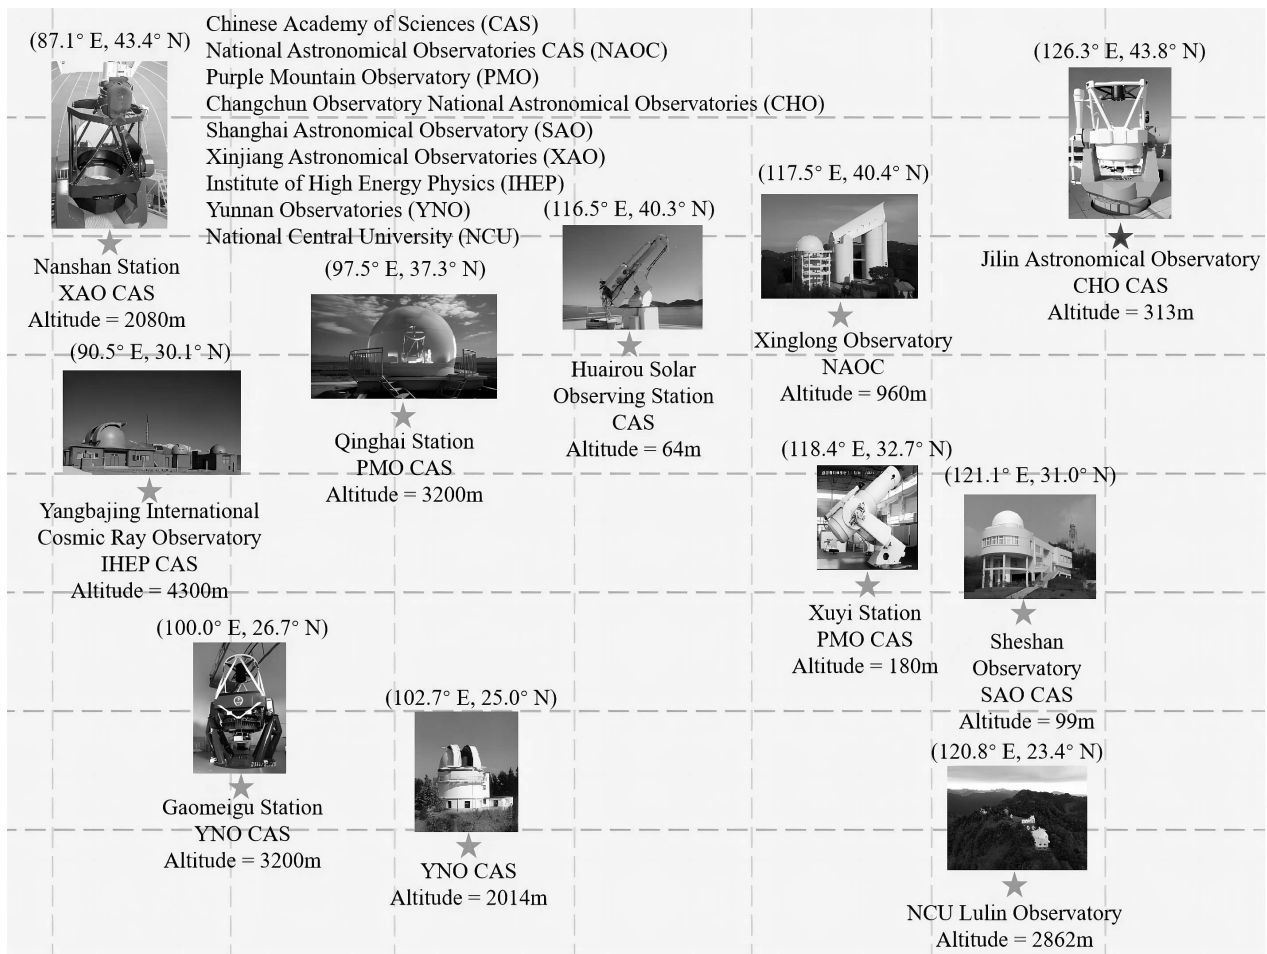 Chinese Academy of Sciences (CAS)
National Astronomical Observatories CAS (NAOC)
Purple Mountain Observatory (PMO)
Changchun Observatory National Astronomical Observatories (CHO)
Shanghai Astronomical Observatory (SAO)
Xinjiang Astronomical Observatories (XAO)
Institute of High Energy Physics (IHEP)
Yunnan Observatories (YNO)
National Central University (NCU)
(87.1° E, 43.4° N)
Nanshan Station
XAO CAS
Altitude = 2080m
(126.3° E, 43.8° N)
Jilin Astronomical Observatory
CHO CAS
Altitude = 313m
(117.5° E, 40.4° N)
Xinglong Observatory
NAOC
Altitude = 960m
(116.5° E, 40.3° N)
Huairou Solar
Observing Station
CAS
Altitude = 64m
(97.5° E, 37.3° N)
Qinghai Station
PMO CAS
Altitude = 3200m
(90.5° E, 30.1° N)
Yangbajing International
Cosmic Ray Observatory
IHEP CAS
Altitude = 4300m
(118.4° E, 32.7° N)
Xuyi Station
PMO CAS
Altitude = 180m
(121.1° E, 31.0° N)
Sheshan
Observatory
SAO CAS
Altitude = 99m
(100.0° E, 26.7° N)
Gaomeigu Station
YNO CAS
Altitude = 3200m
(102.7° E, 25.0° N)
YNO CAS
Altitude = 2014m
(120.8° E, 23.4° N)
NCU Lulin Observatory
Altitude = 2862m